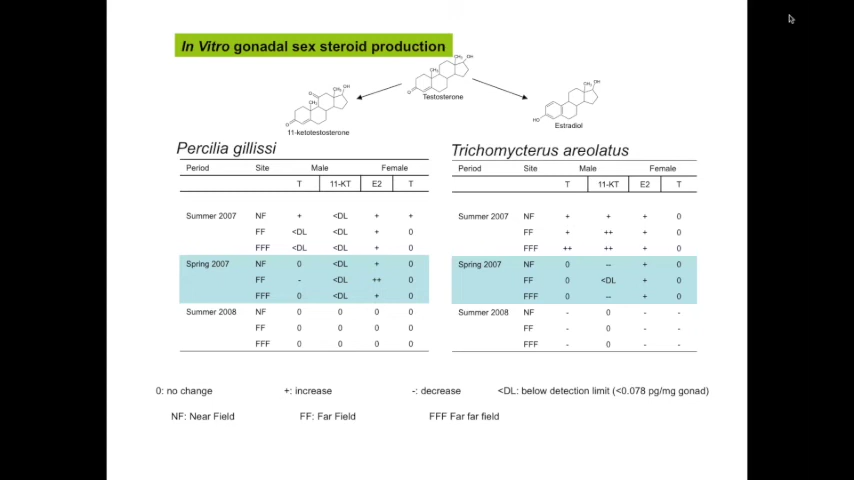 In Vitro gonadal sex steroid production
Testosterone
11-ketotestosterone
Estradiol
Percilia gillissi
Period Site Male Female
T 11-KT E2 T
Summer 2007 NF + <DL + +
FF <DL <DL + 0
FFF <DL <DL + 0
Spring 2007 NF 0 <DL + 0
FF - <DL ++ 0
FFF 0 <DL + 0
Summer 2008 NF 0 0 0 0
FF 0 0 0 0
FFF 0 0 0 0
Trichomycterus areolatus
Period Site Male Female
T 11-KT E2 T
Summer 2007 NF + + + 0
FF + ++ + 0
FFF ++ ++ + 0
Spring 2007 NF 0 -- + 0
FF 0 <DL + 0
FFF 0 -- + 0
Summer 2008 NF - 0 - -
FF - 0 - -
FFF - 0 - -
0: no change +: increase -: decrease <DL: below detection limit (<0.078 pg/mg gonad)
NF: Near Field FF: Far Field FFF Far far field